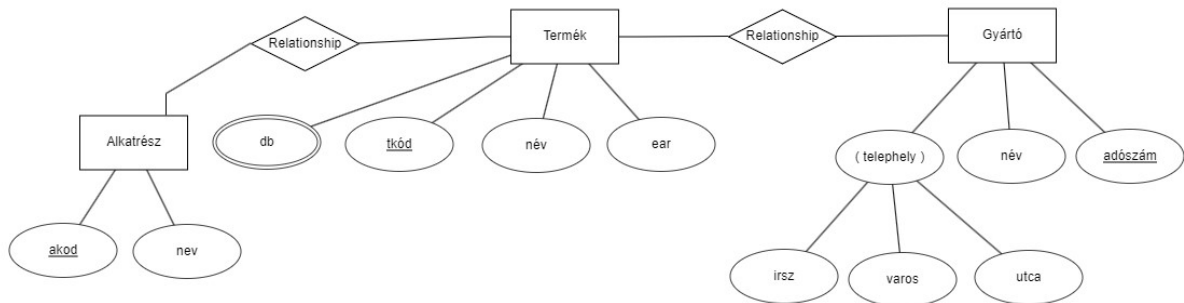 Relationship
Termék
Relationship
Gyártó
Alkatrész
db
tkód
név
ear
( telephely )
név
adószám
akod
nev
irsz
varos
utca